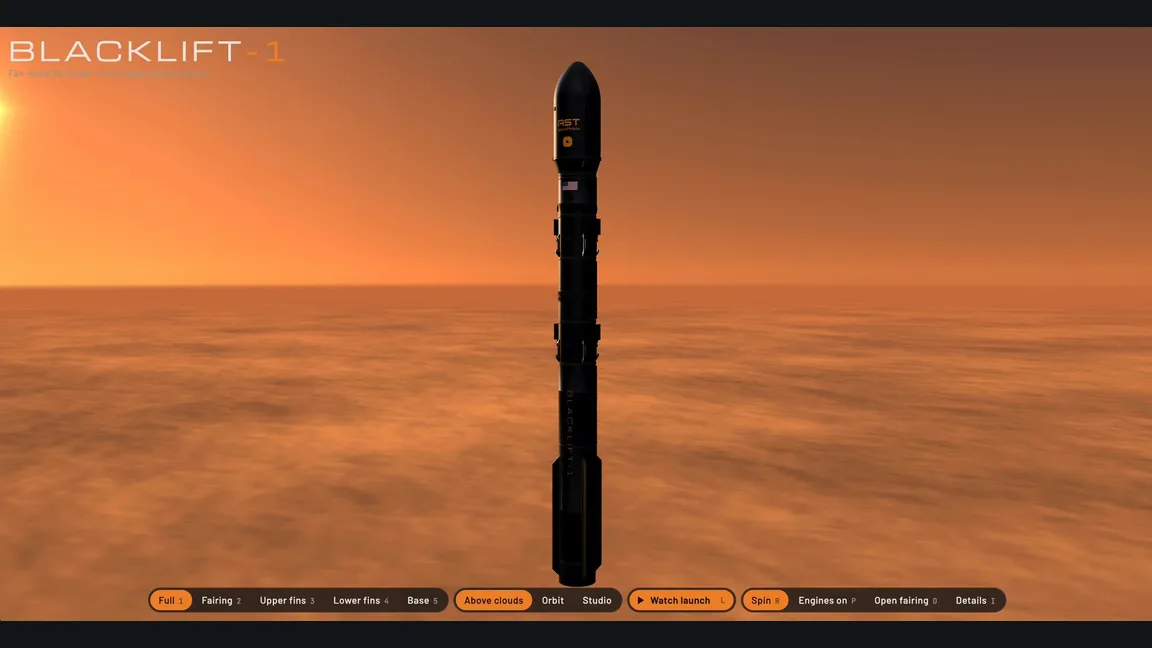 BLACKLIFT-1
AST
BLACKLIFT-1
Full 1 Fairing 2 Upper fins 3 Lower fins 4 Base 5 Above clouds Orbit Studio Watch launch L Spin R Engines on P Open fairing O Details I